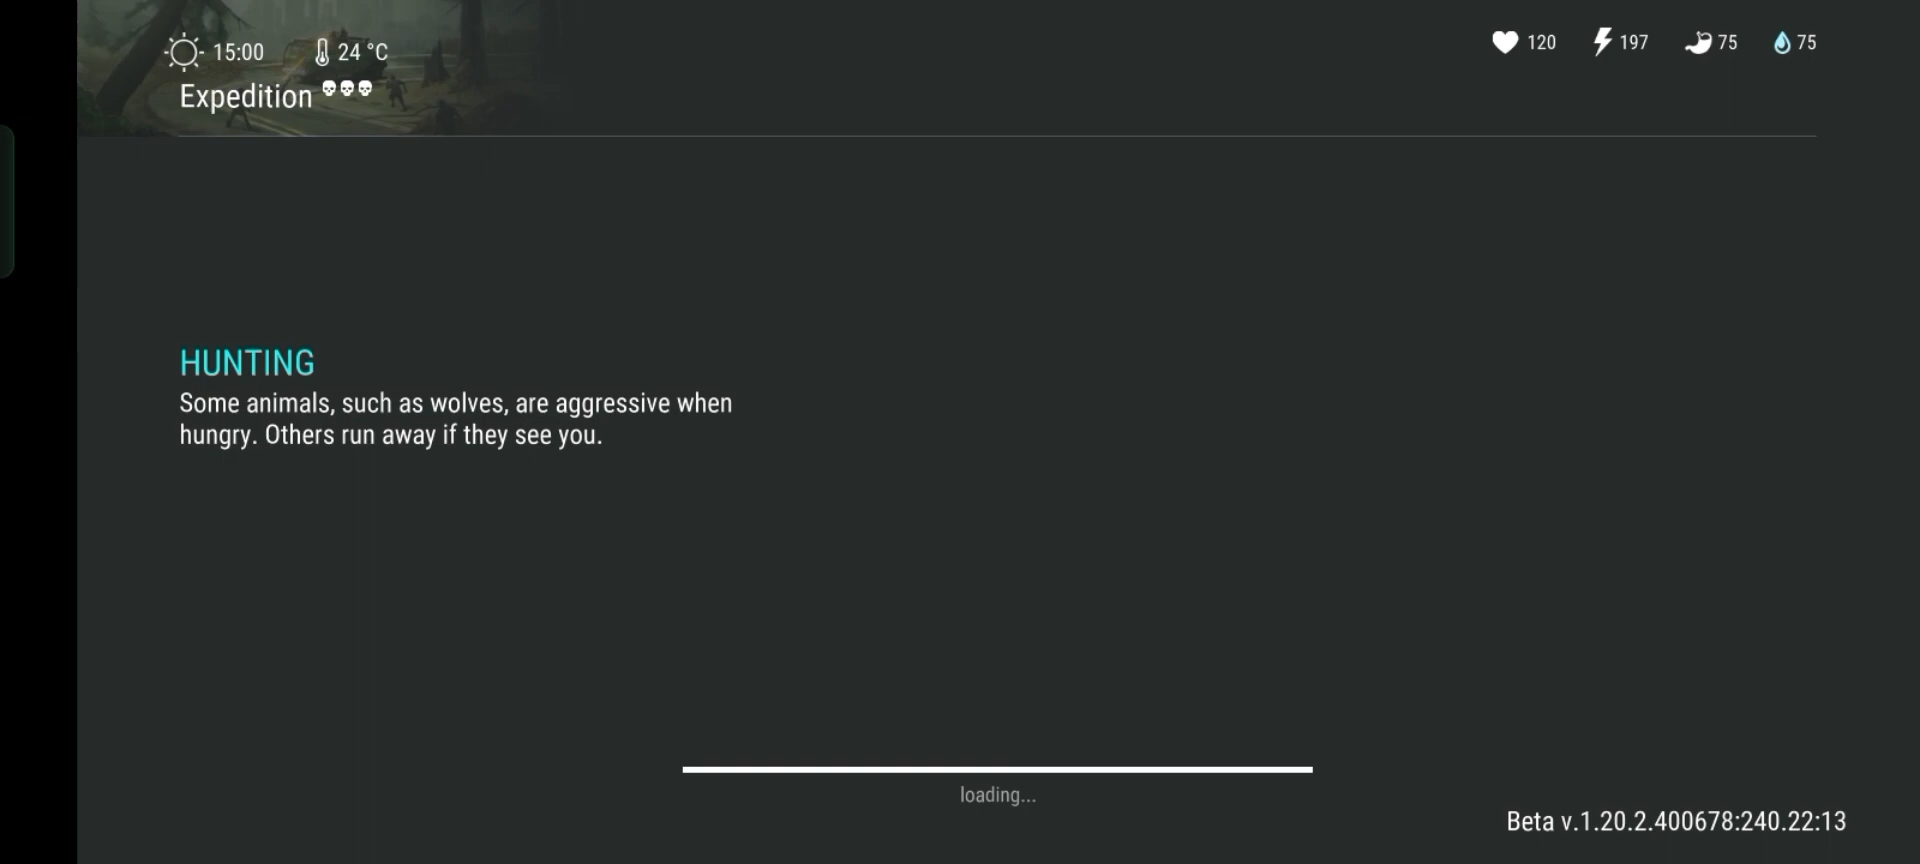 15:00 24 °C 120 197 75 75
Expedition
HUNTING
Some animals, such as wolves, are aggressive when
hungry. Others run away if they see you.
loading...
Beta v.1.20.2.400678:240.22:13